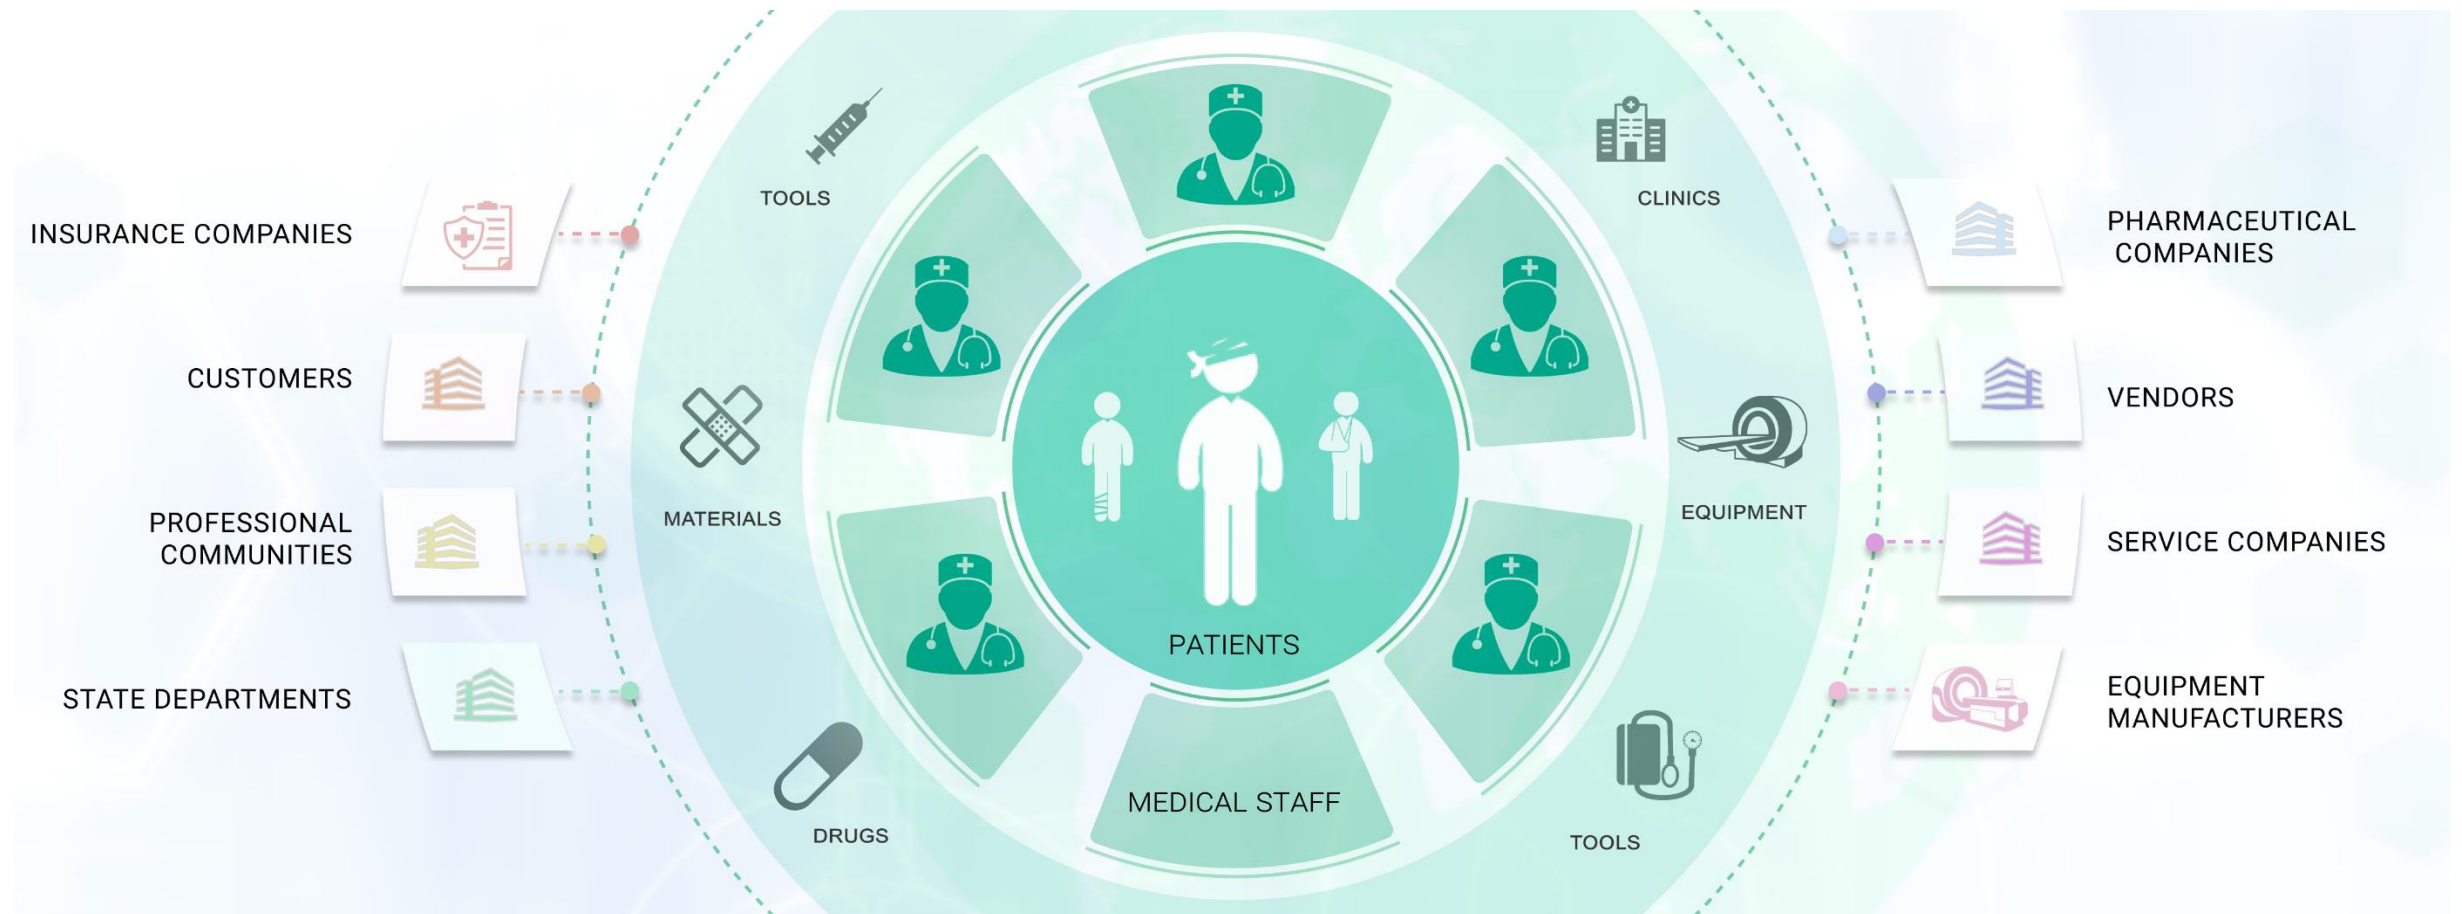 INSURANCE COMPANIES
CUSTOMERS
PROFESSIONAL
COMMUNITIES
STATE DEPARTMENTS
TOOLS
MATERIALS
DRUGS
PATIENTS
MEDICAL STAFF
CLINICS
EQUIPMENT
TOOLS
PHARMACEUTICAL
COMPANIES
VENDORS
SERVICE COMPANIES
EQUIPMENT
MANUFACTURERS